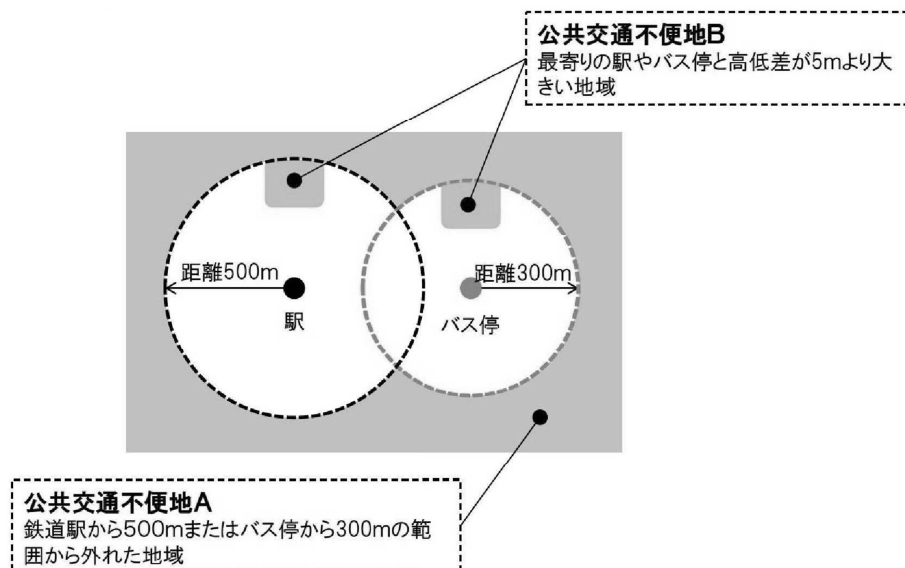 公共交通不便地B
最寄りの駅やバス停と高低差が5mより大
きい地域
距離500m
距離300m
駅
バス停
公共交通不便地A
鉄道駅から500mまたはバス停から300mの範
囲から外れた地域